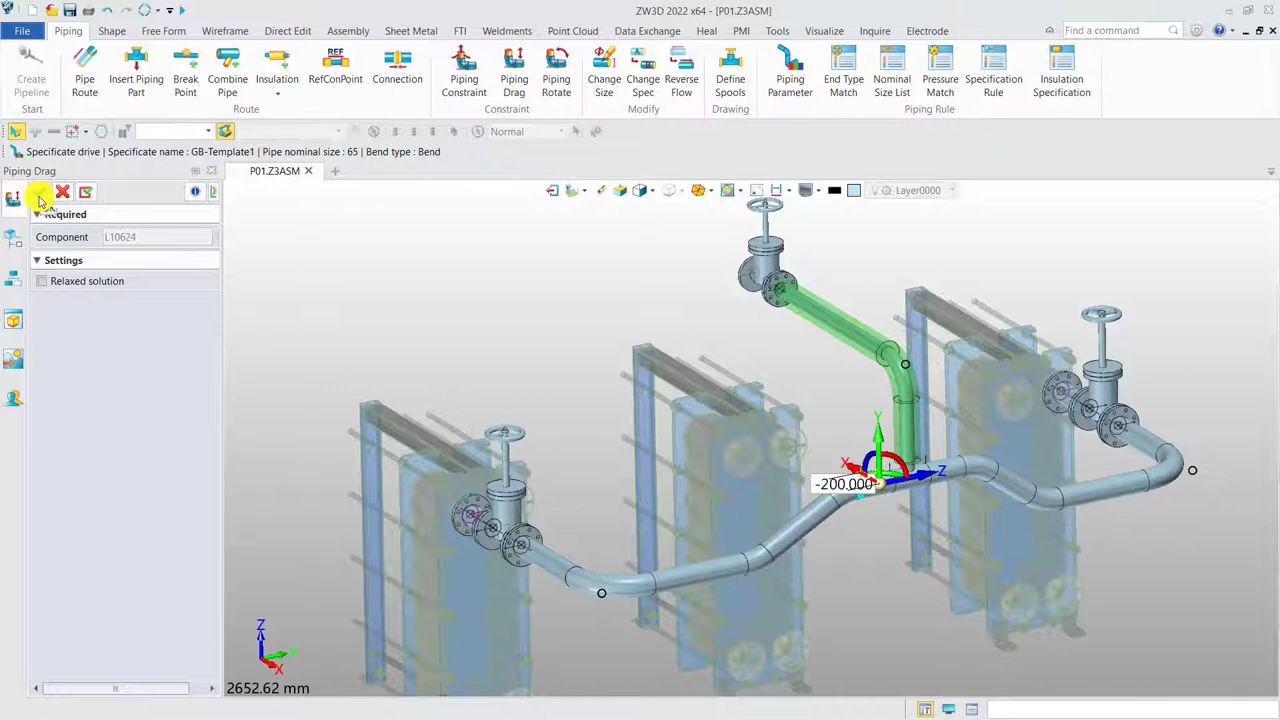 ZW3D 2022 x64 - [P01.Z3ASM]
File Piping Shape Free Form Wireframe Direct Edit Assembly Sheet Metal FTI Weldments Point Cloud Data Exchange Heal PMI Tools Visualize Inquire Electrode Find a command
Create Pipeline
Pipe Route
Insert Piping Part
Break Point
Combine Pipe
Insulation
REF
RefConPoint
Connection
Piping Constraint
Piping Drag
Piping Rotate
Change Size
Change Spec
Reverse Flow
Define Spools
Piping Parameter
End Type Match
Nominal Size List
Pressure Match
Specification Rule
Insulation Specification
Start Route Constraint Modify Drawing Piping Rule
Normal
Specificate drive | Specificate name : GB-Template1 | Pipe nominal size : 65 | Bend type : Bend
Piping Drag
P01.Z3ASM
Layer0000
Required
Component L10624
Settings
Relaxed solution
Y
X
Z
-200.000
Z
Y
X
2652.62 mm